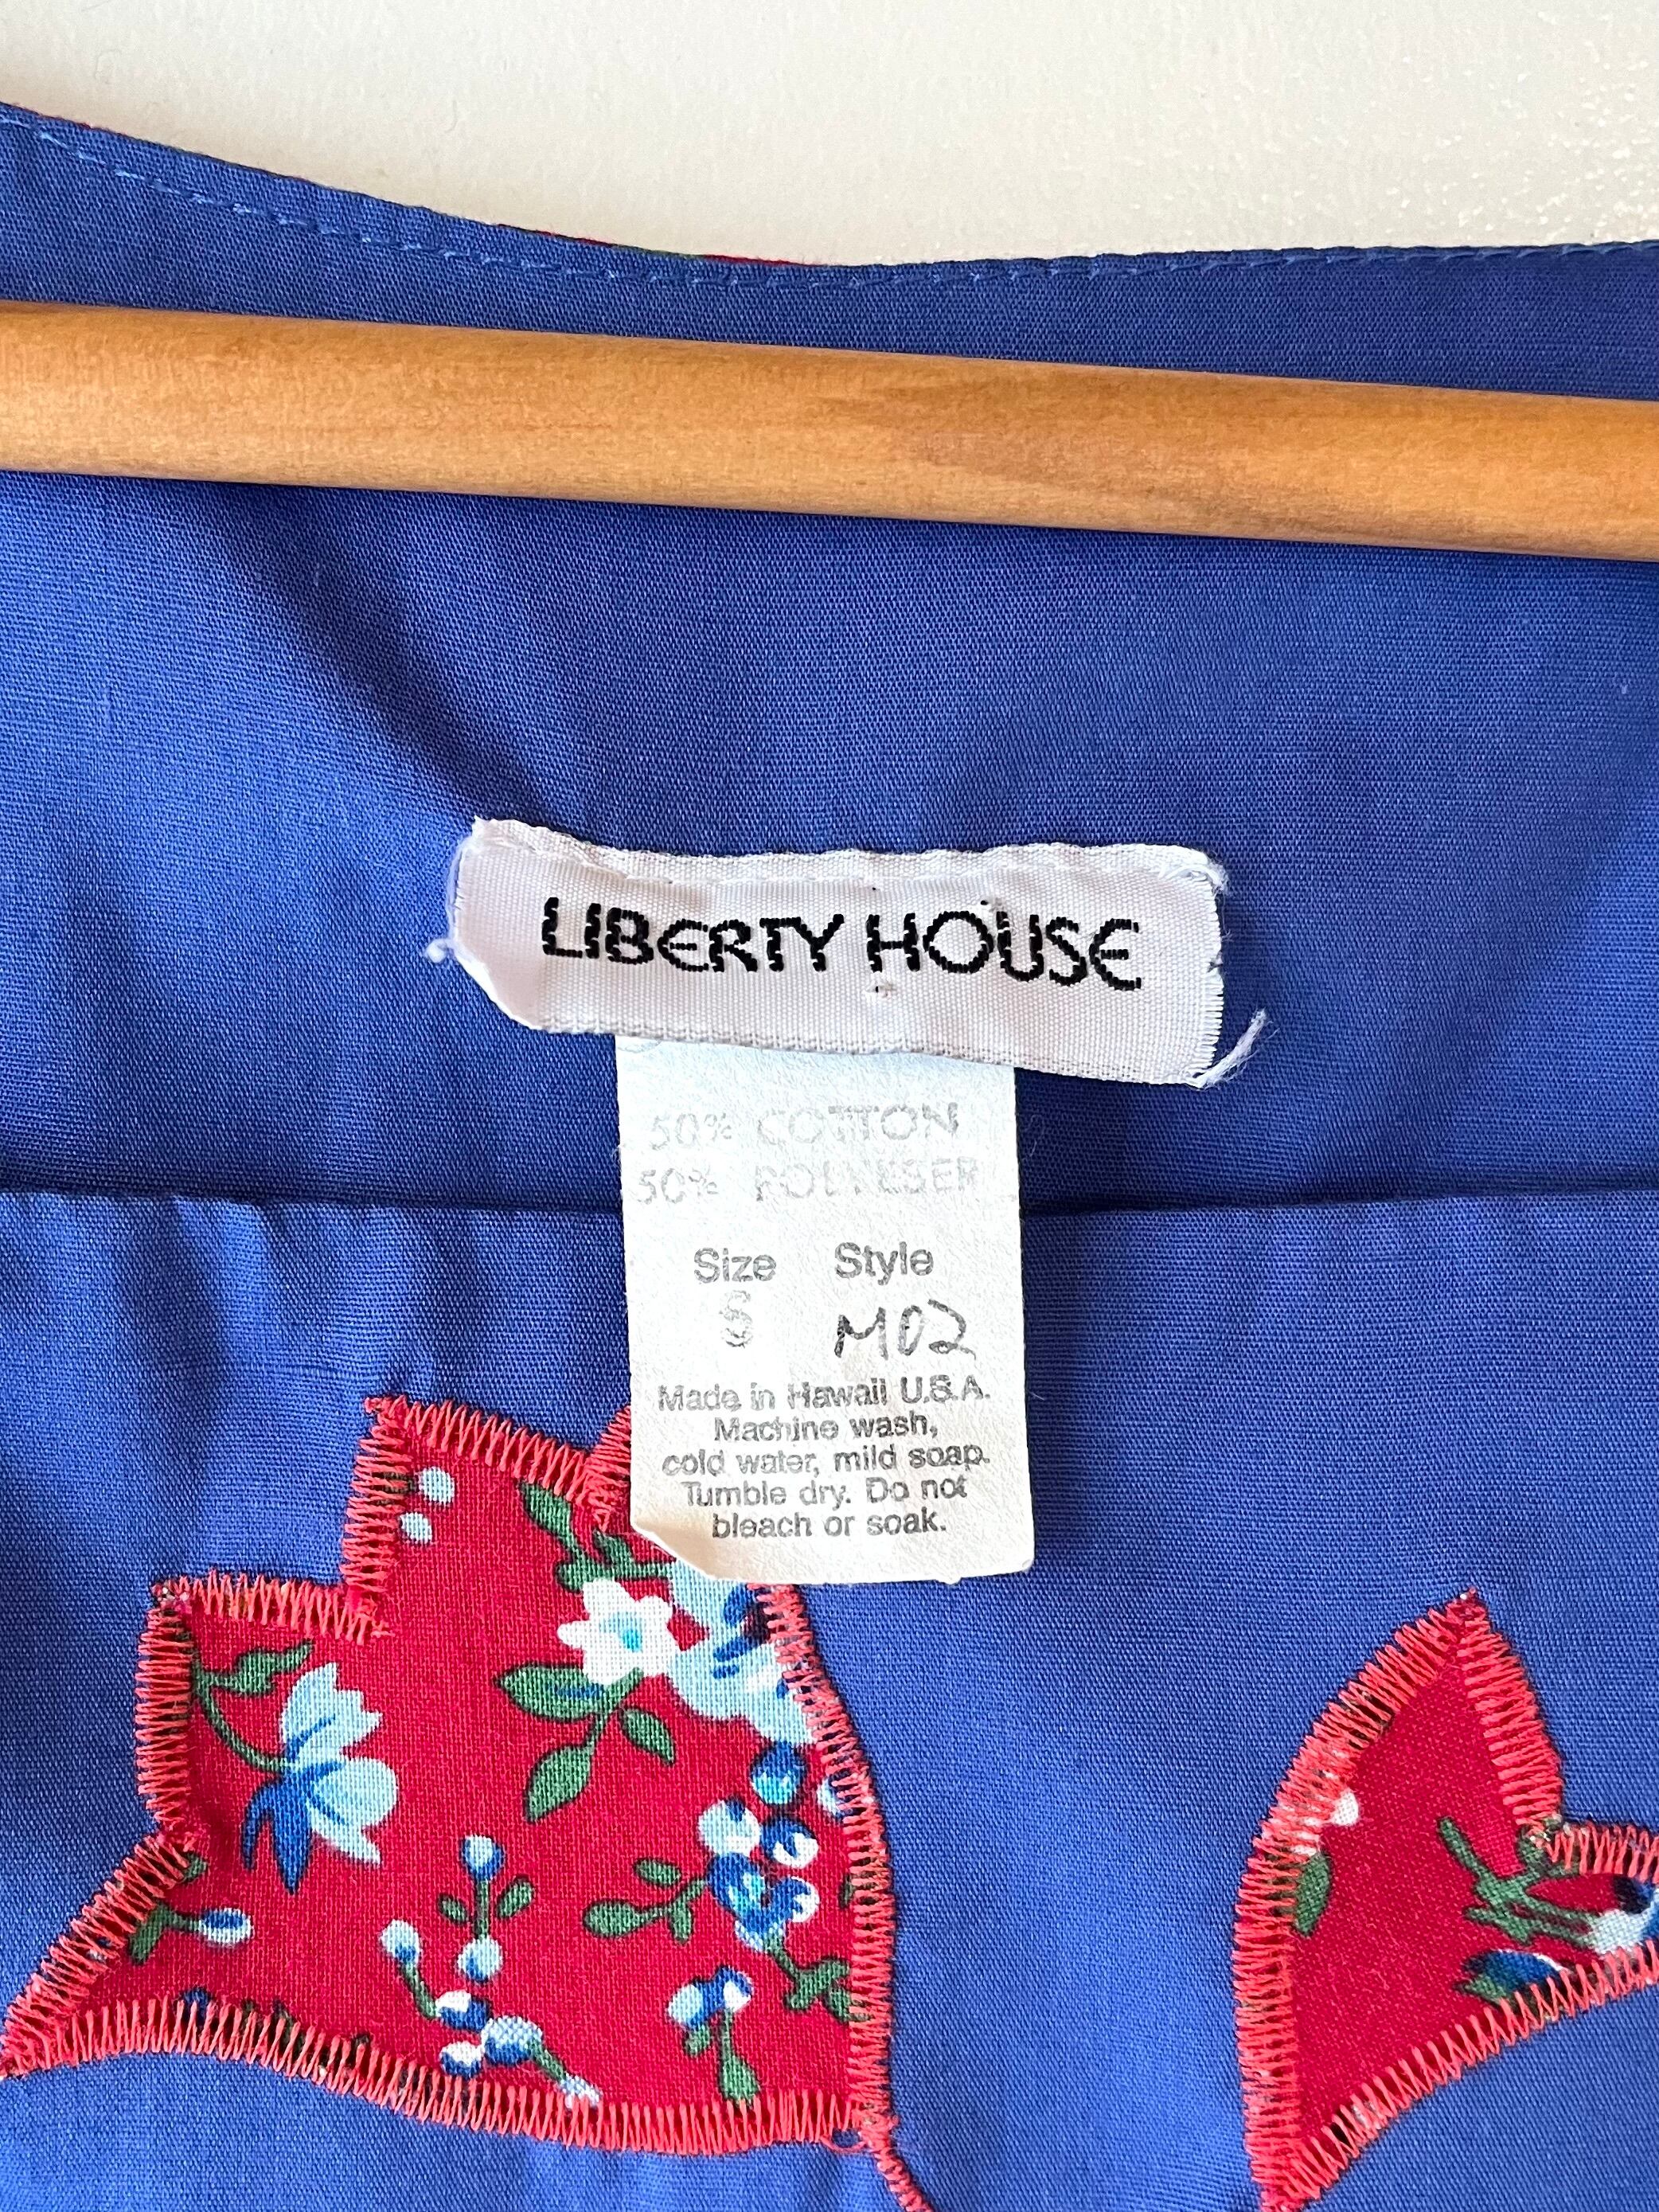 LIBERTY HOUSE
50% COTTON
50% POLYESER
Size Style
S M02
Made in Hawaii U.S.A.
Machine wash,
cold water, mild soap.
Tumble dry. Do not
bleach or soak.